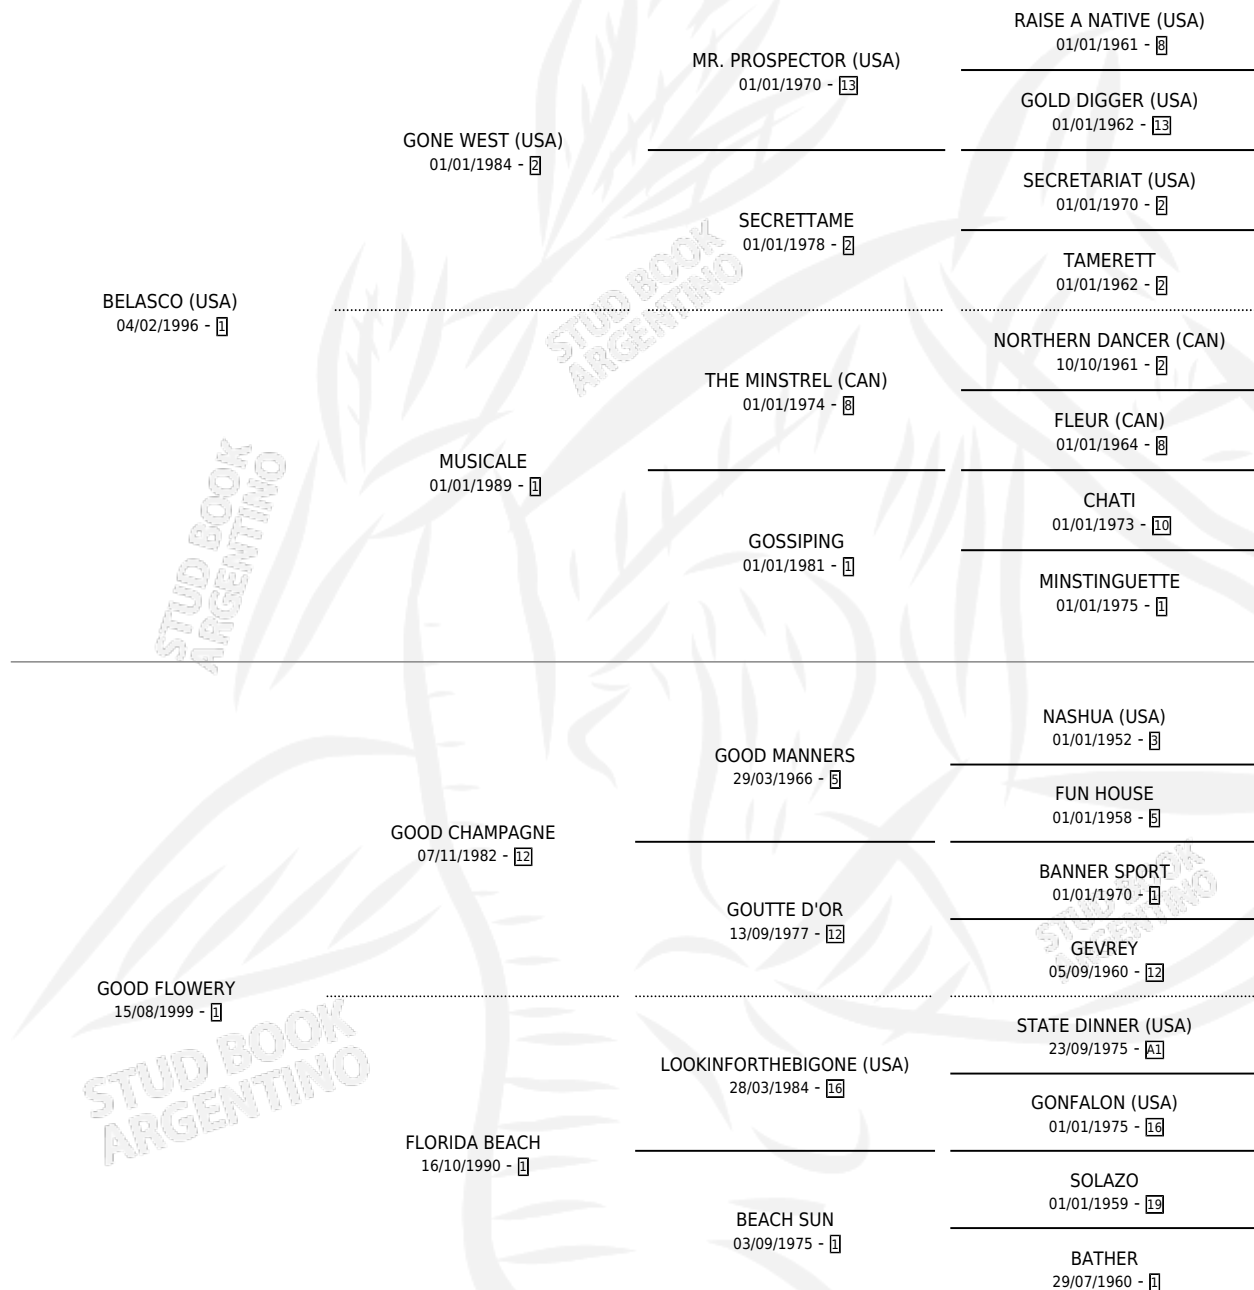 RAISE A NATIVE (USA)
01/01/1961 - 8
MR. PROSPECTOR (USA)
01/01/1970 - 13
GOLD DIGGER (USA)
01/01/1962 - 13
GONE WEST (USA)
01/01/1984 - 2
SECRETARIAT (USA)
01/01/1970 - 2
SECRETTAME
01/01/1978 - 2
TAMERETT
01/01/1962 - 2
BELASCO (USA)
04/02/1996 - 1
NORTHERN DANCER (CAN)
10/10/1961 - 2
THE MINSTREL (CAN)
01/01/1974 - 8
FLEUR (CAN)
01/01/1964 - 8
MUSICALE
01/01/1989 - 1
CHATI
01/01/1973 - 10
GOSSIPING
01/01/1981 - 1
MINSTINGUETTE
01/01/1975 - 1
NASHUA (USA)
01/01/1952 - 3
GOOD MANNERS
29/03/1966 - 5
FUN HOUSE
01/01/1958 - 5
GOOD CHAMPAGNE
07/11/1982 - 12
BANNER SPORT
01/01/1970 - 1
GOUTTE D'OR
13/09/1977 - 12
GEVREY
05/09/1960 - 12
GOOD FLOWERY
15/08/1999 - 1
STATE DINNER (USA)
23/09/1975 - A1
LOOKINFORTHEBIGONE (USA)
28/03/1984 - 16
GONFALON (USA)
01/01/1975 - 16
FLORIDA BEACH
16/10/1990 - 1
SOLAZO
01/01/1959 - 19
BEACH SUN
03/09/1975 - 1
BATHER
29/07/1960 - 1
STUD BOOK
ARGENTINO
STUD BOOK
ARGENTINO
STUD BOOK
ARGENTINO
STUD BOOK
ARGENTINO